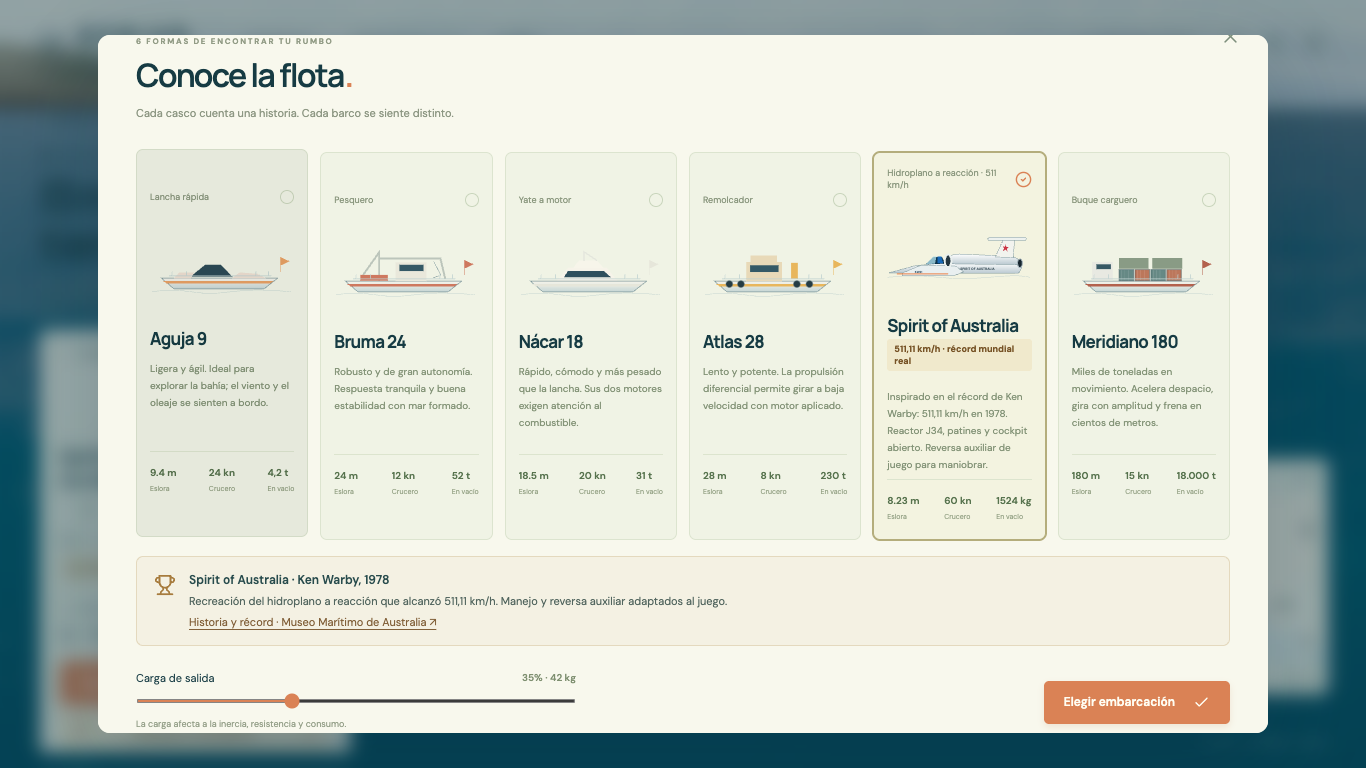 6 FORMAS DE ENCONTRAR TU RUMBO
Conoce la flota.
Cada casco cuenta una historia. Cada barco se siente distinto.
Lancha rápida
Aguja 9
Ligera y ágil. Ideal para
explorar la bahía; el viento y el
oleaje se sienten a bordo.
9.4 m 24 kn 4,2 t
Eslora Crucero En vacío
Pesquero
Bruma 24
Robusto y de gran autonomía.
Respuesta tranquila y buena
estabilidad con mar formado.
24 m 12 kn 52 t
Eslora Crucero En vacío
Yate a motor
Nácar 18
Rápido, cómodo y más pesado
que la lancha. Sus dos motores
exigen atención al
combustible.
18.5 m 20 kn 31 t
Eslora Crucero En vacío
Remolcador
Atlas 28
Lento y potente. La propulsión
diferencial permite girar a baja
velocidad con motor aplicado.
28 m 8 kn 230 t
Eslora Crucero En vacío
Hidroplano a reacción · 511
km/h
SPIRIT OF AUSTRALIA
Spirit of Australia
511,11 km/h · récord mundial
real
Inspirado en el récord de Ken
Warby: 511,11 km/h en 1978.
Reactor J34, patines y cockpit
abierto. Reversa auxiliar de
juego para maniobrar.
8.23 m 60 kn 1524 kg
Eslora Crucero En vacío
Buque carguero
Meridiano 180
Miles de toneladas en
movimiento. Acelera despacio,
gira con amplitud y frena en
cientos de metros.
180 m 15 kn 18.000 t
Eslora Crucero En vacío
Spirit of Australia · Ken Warby, 1978
Recreación del hidroplano a reacción que alcanzó 511,11 km/h. Manejo y reversa auxiliar adaptados al juego.
Historia y récord · Museo Marítimo de Australia ↗
Carga de salida 35% · 42 kg
La carga afecta a la inercia, resistencia y consumo.
Elegir embarcación